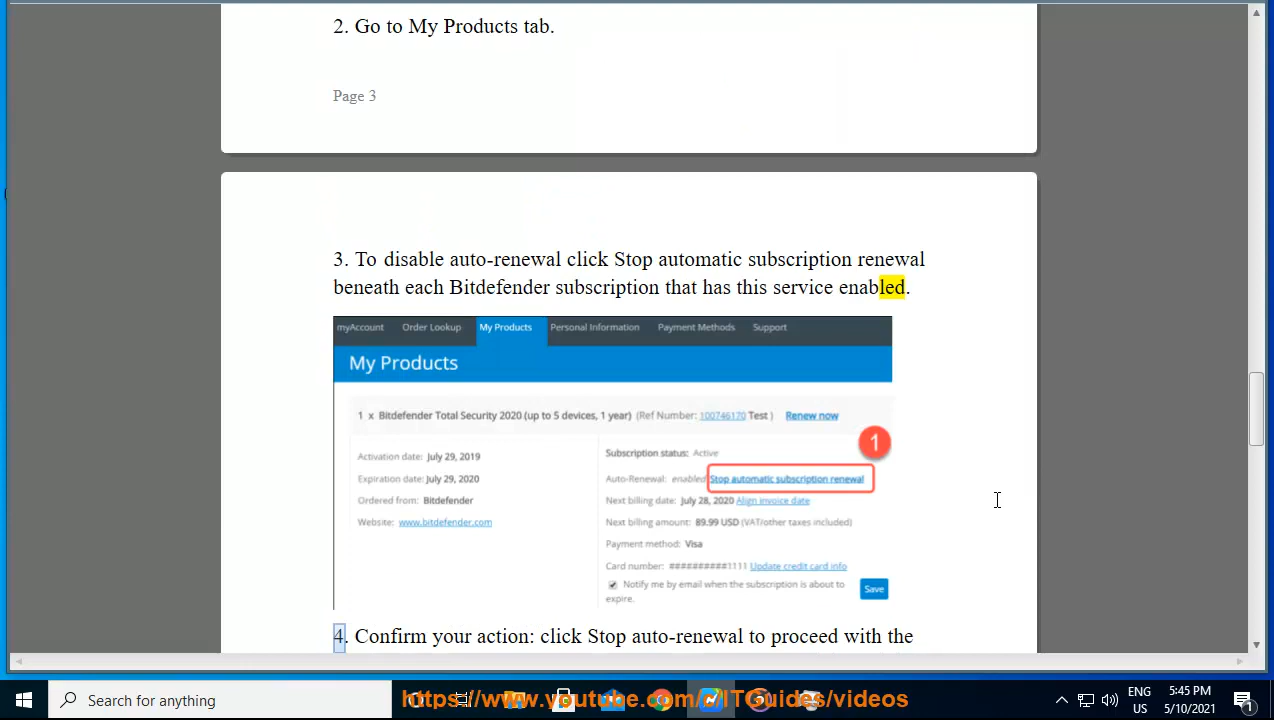 2. Go to My Products tab.
Page 3
3. To disable auto-renewal click Stop automatic subscription renewal
beneath each Bitdefender subscription that has this service enabled.
myAccount Order Lookup My Products Personal Information Payment Methods Support
My Products
1 x Bitdefender Total Security 2020 (up to 5 devices, 1 year) (Ref Number: 100746170 Test ) Renew now
1
Activation date: July 29, 2019
Expiration date: July 29, 2020
Ordered from: Bitdefender
Website: www.bitdefender.com
Subscription status: Active
Auto-Renewal: enabled Stop automatic subscription renewal
Next billing date: July 28, 2020 Align invoice date
Next billing amount: 89.99 USD (VAT/other taxes included)
Payment method: Visa
Card number: ##########1111 Update credit card info
Notify me by email when the subscription is about to
expire.
Save
4. Confirm your action: click Stop auto-renewal to proceed with the
Search for anything
https://www.youtube.com/c/ITGuides/videos
ENG
US
5:45 PM
5/10/2021
1